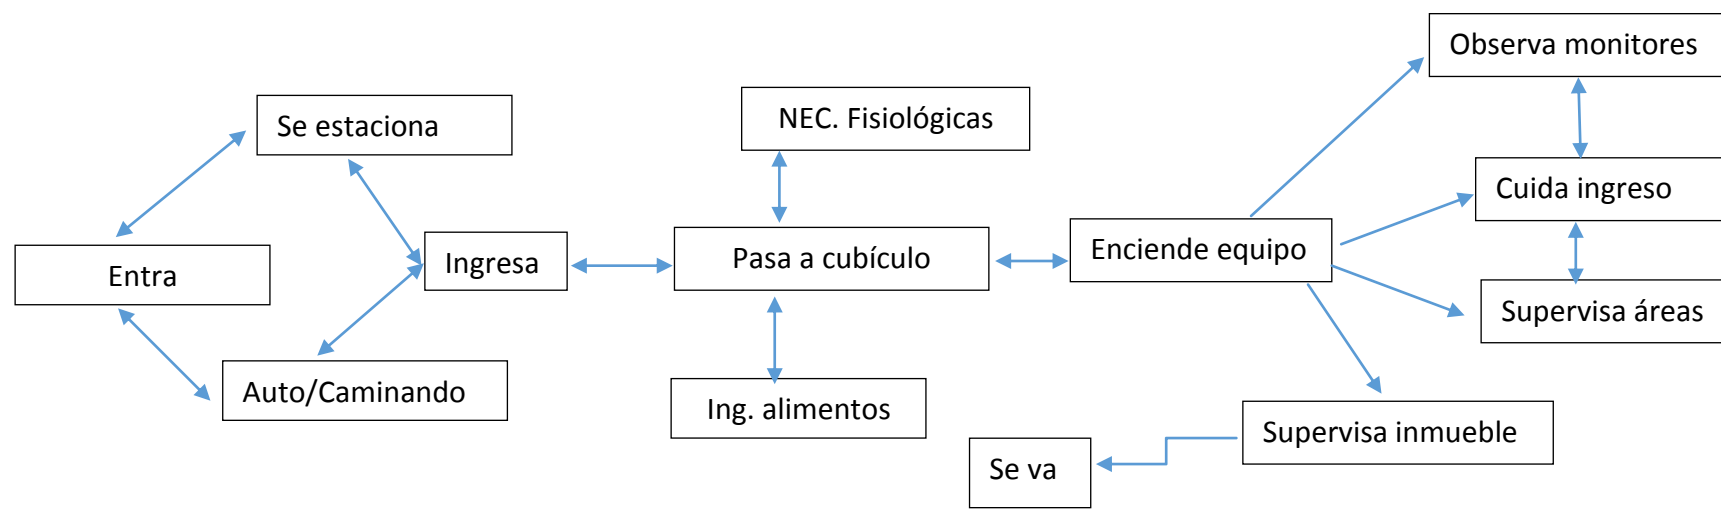 Observa monitores
Se estaciona
NEC. Fisiológicas
Cuida ingreso
Entra
Ingresa
Pasa a cubículo
Enciende equipo
Supervisa áreas
Auto/Caminando
Ing. alimentos
Supervisa inmueble
Se va